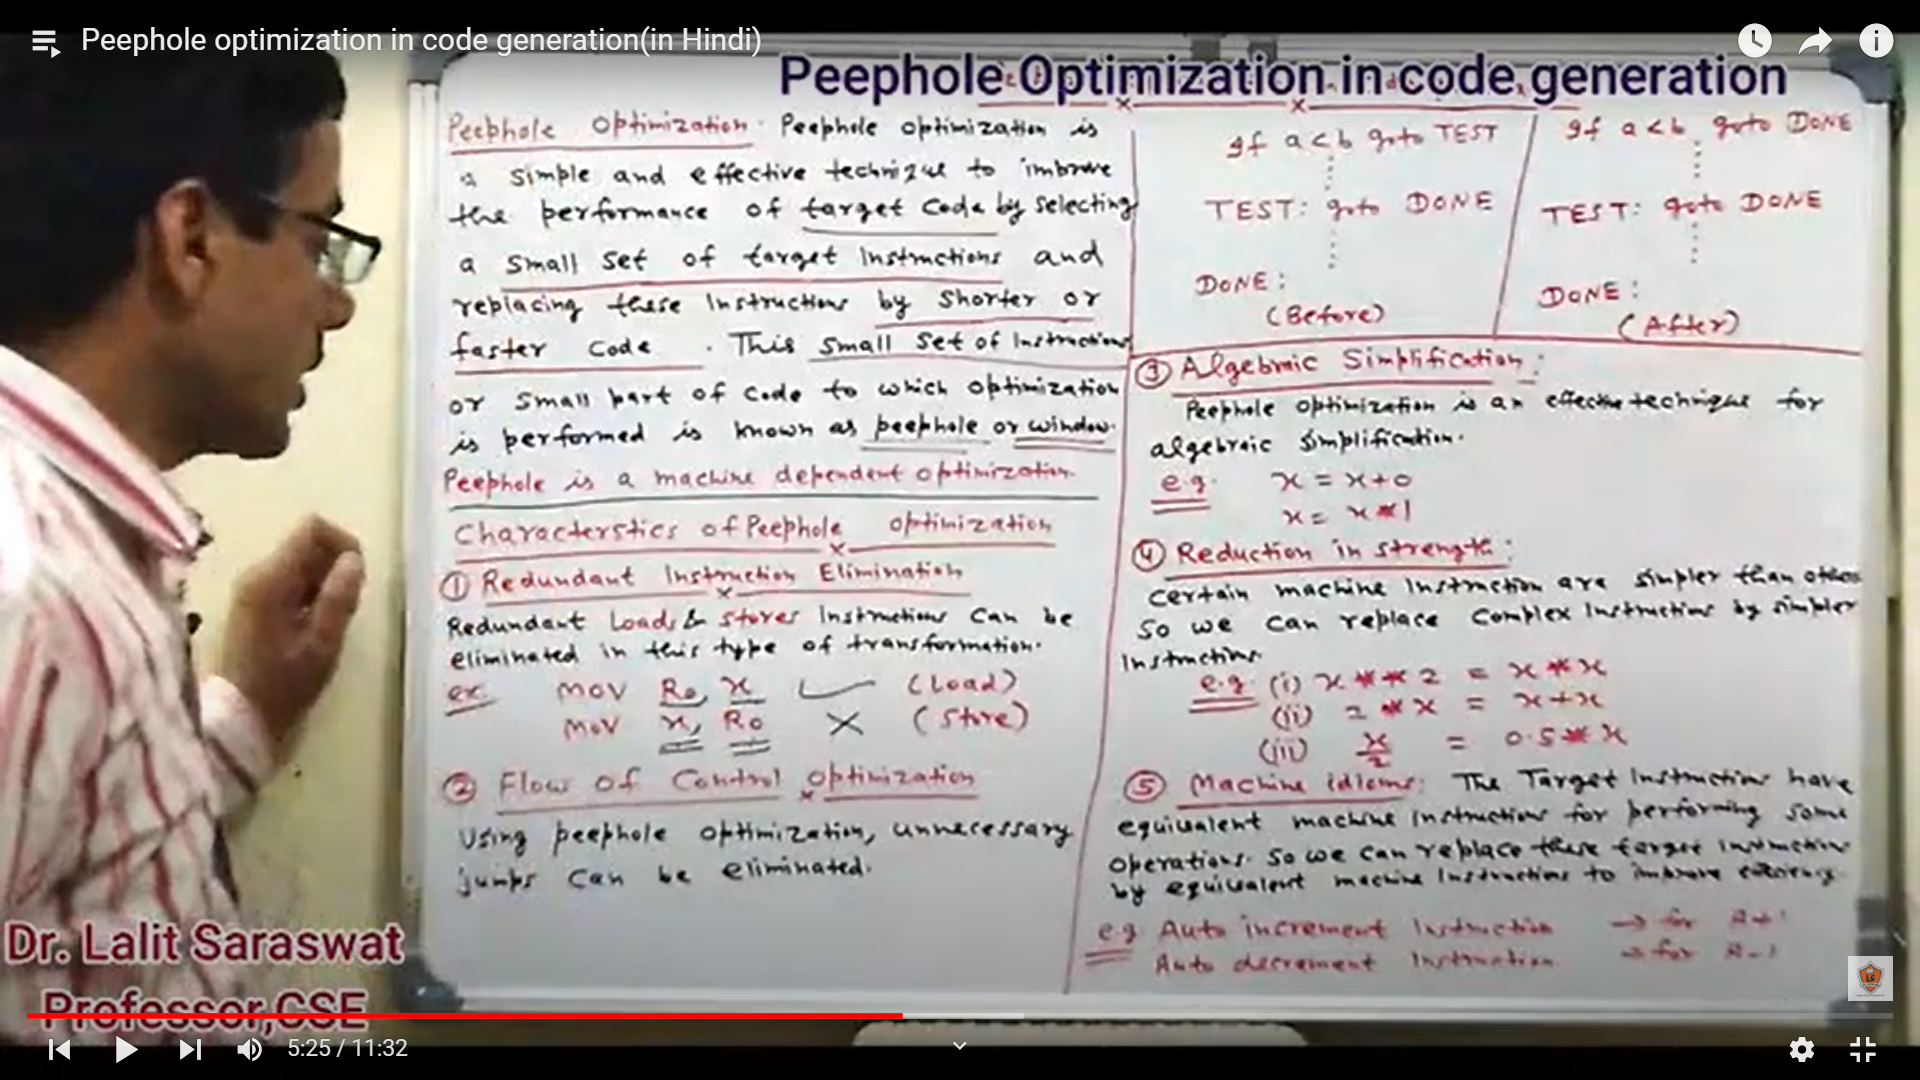 Peephole optimization in code generation(in Hindi)
Peephole Optimization in code generation
Peephole Optimization. Peephole optimization is
a simple and effective technique to improve
the performance of target code by selecting
a small set of target Instructions and
replacing these Instructions by shorter or
faster code. This small set of Instructions
or small part of code to which optimization
is performed is known as peephole or window.
Peephole is a machine dependent optimization.
Characterstics of Peephole optimization
① Redundant Instruction Elimination
Redundant Loads & stores Instructions can be
eliminated in this type of transformation.
ex. MOV R0, x (Load)
MOV x, R0 × (Store)
② Flow of Control optimization
Using peephole optimization, unnecessary
jumps can be eliminated.
If a < b goto TEST
TEST: goto DONE
DONE:
(Before)
If a < b goto DONE
TEST: goto DONE
DONE:
(After)
③ Algebraic Simplification:
Peephole optimization is an effective technique for
algebraic simplification.
e.g. x = x+0
x = x*1
④ Reduction in strength:
certain machine Instruction are simpler than others
so we can replace complex Instructions by simpler
Instructions.
e.g. (i) x**2 = x*x
(ii) 2*x = x+x
(iii) x/2 = 0.5*x
⑤ Machine idioms: The Target Instructions have
equivalent machine instructions for performing some
operations. So we can replace these target instructions
by equivalent machine Instructions to improve efficiency.
e.g Auto increment Instruction → for R+1
Auto decrement Instruction → for R-1
Dr. Lalit Saraswat
Professor,CSE
5:25 / 11:32